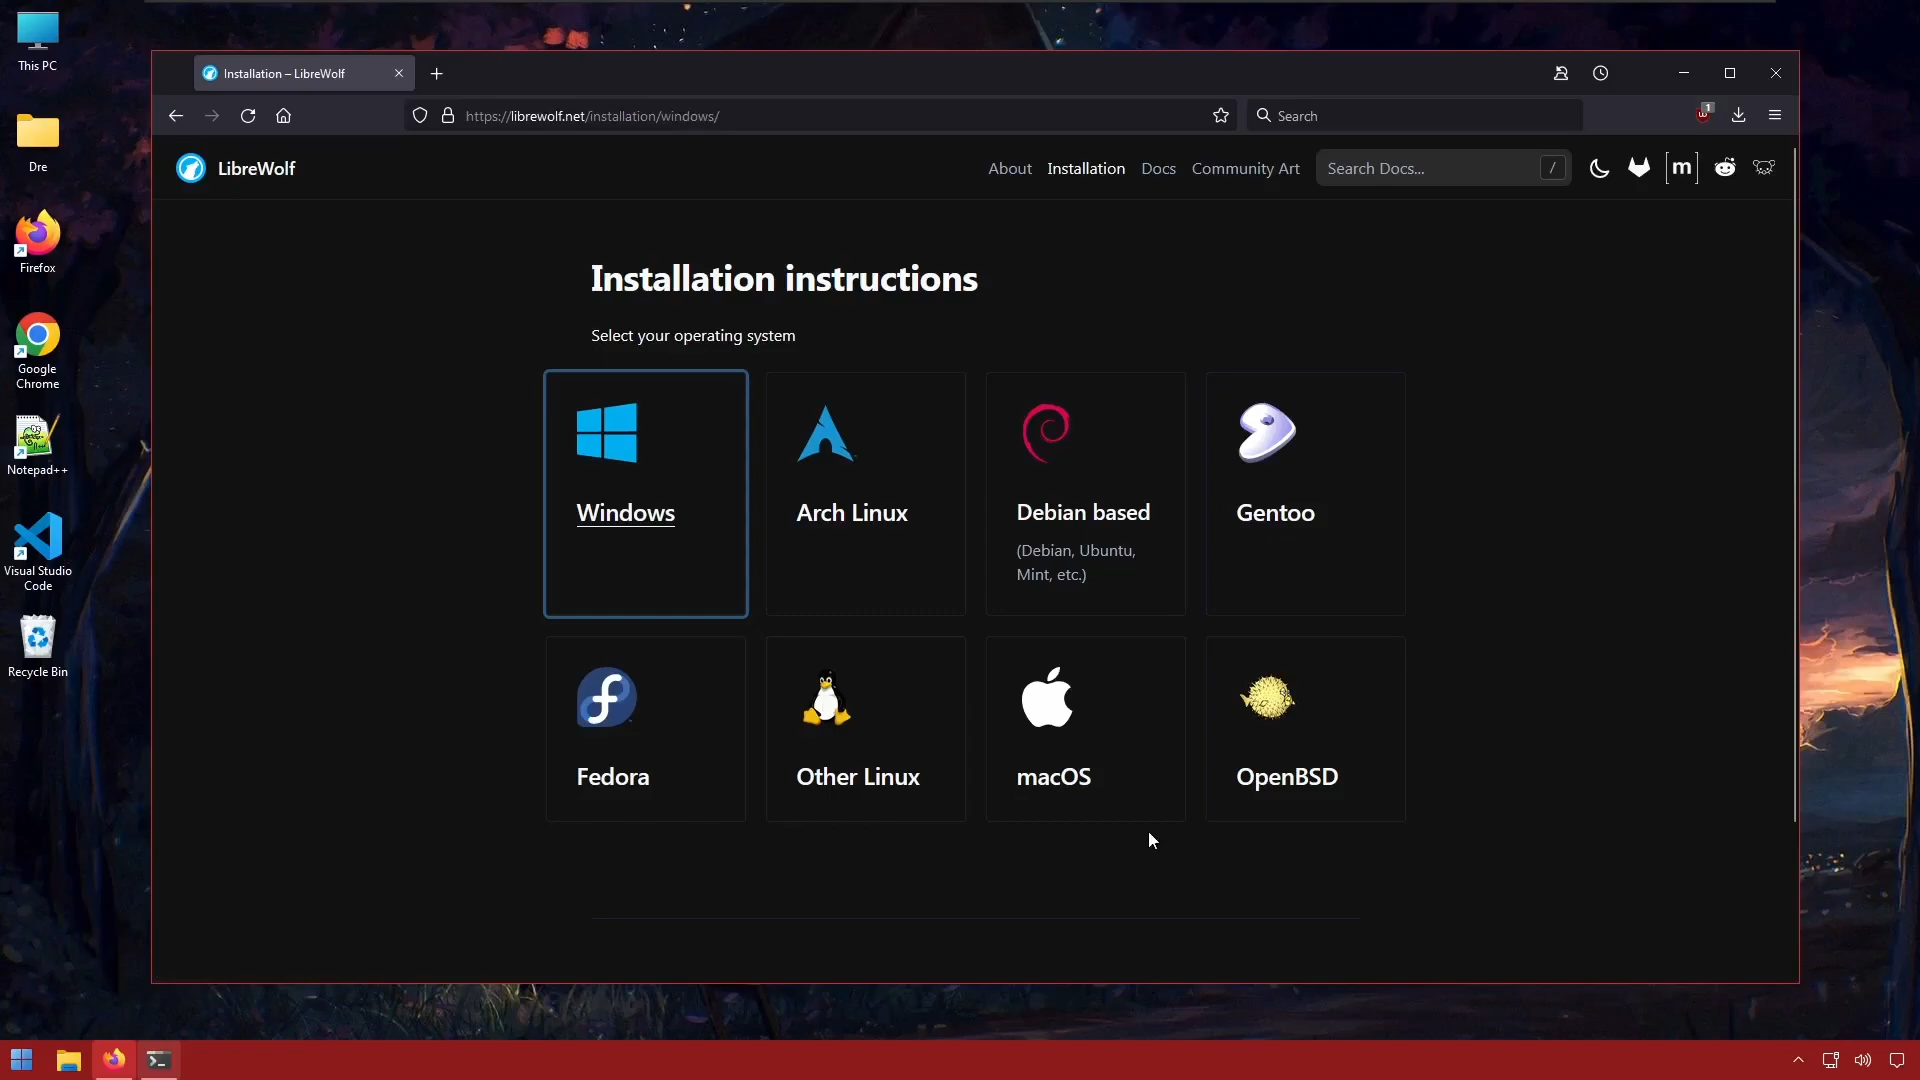 This PC
Dre
Firefox
Google
Chrome
Notepad++
Visual Studio
Code
Recycle Bin
Installation – LibreWolf
https://librewolf.net/installation/windows/
Search
1
LibreWolf
About
Installation
Docs
Community Art
Search Docs...
/
[m]
Installation instructions
Select your operating system
Windows
Arch Linux
Debian based
(Debian, Ubuntu,
Mint, etc.)
Gentoo
Fedora
Other Linux
macOS
OpenBSD